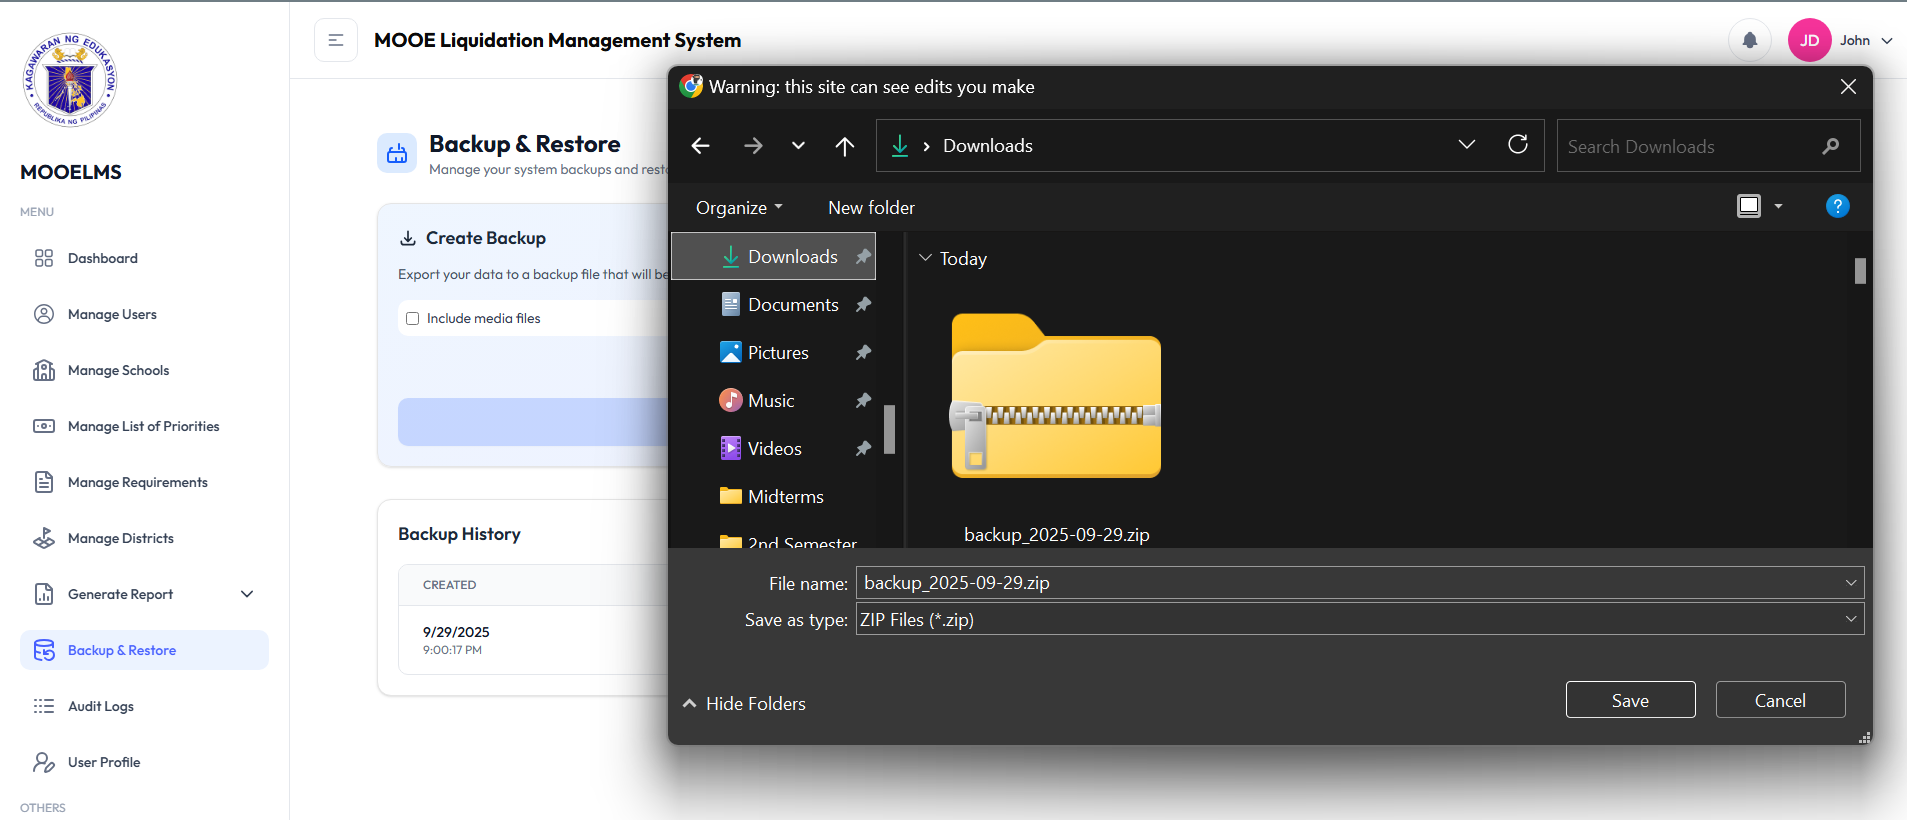 KAGAWARAN NG EDUKASYON
REPUBLIKA NG PILIPINAS
MOOELMS
MENU
Dashboard
Manage Users
Manage Schools
Manage List of Priorities
Manage Requirements
Manage Districts
Generate Report
Backup & Restore
Audit Logs
User Profile
OTHERS
MOOE Liquidation Management System
JD
John
Backup & Restore
Manage your system backups and resto
Create Backup
Export your data to a backup file that will be
Include media files
Backup History
CREATED
9/29/2025
9:00:17 PM
Warning: this site can see edits you make
Downloads
Search Downloads
Organize
New folder
?
Downloads
Documents
Pictures
Music
Videos
Midterms
2nd Semester
Today
backup_2025-09-29.zip
File name: backup_2025-09-29.zip
Save as type: ZIP Files (*.zip)
Hide Folders
Save
Cancel